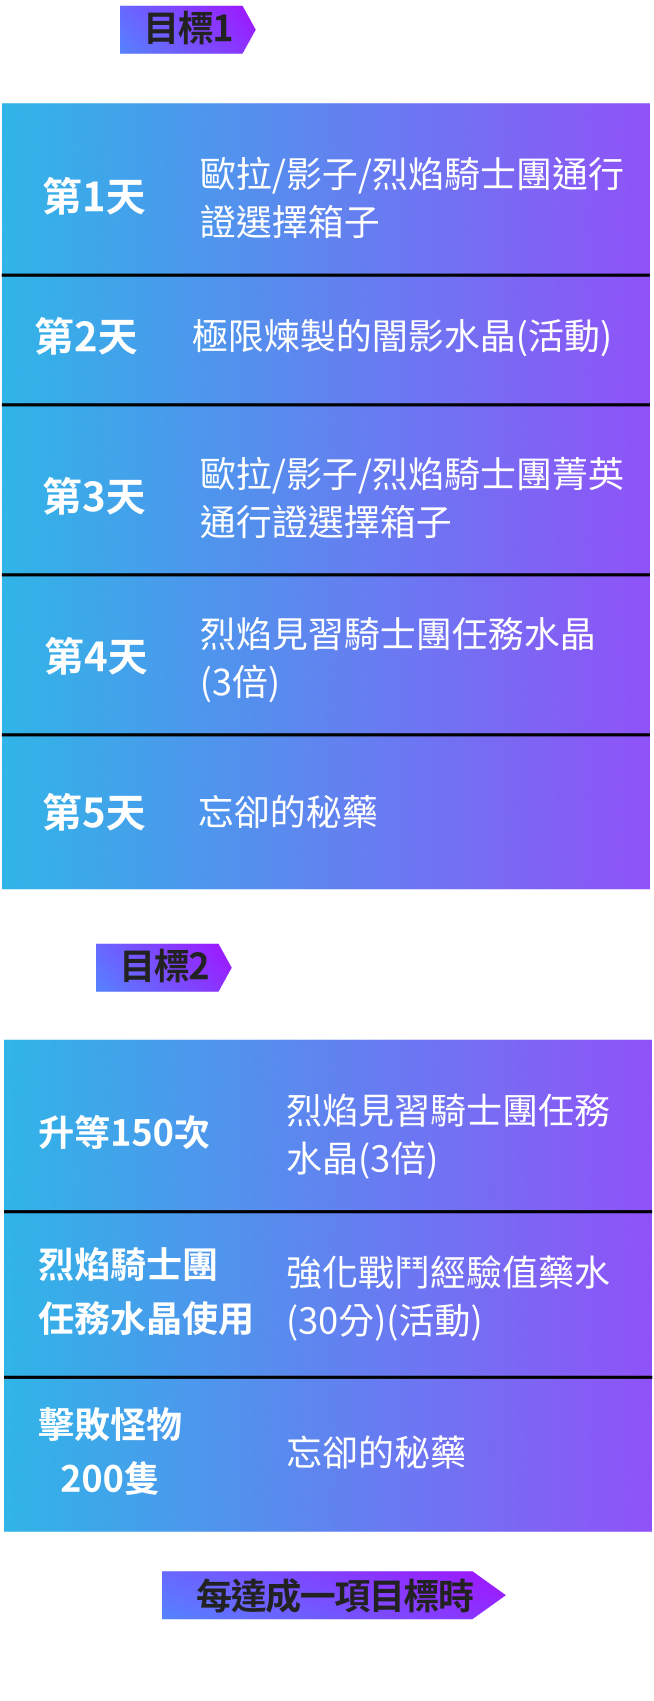 目標1
第1天
歐拉/影子/烈焰騎士團通行
證選擇箱子
第2天
極限煉製的闇影水晶(活動)
第3天
歐拉/影子/烈焰騎士團菁英
通行證選擇箱子
第4天
烈焰見習騎士團任務水晶
(3倍)
第5天
忘卻的秘藥
目標2
升等150次
烈焰見習騎士團任務
水晶(3倍)
烈焰騎士團
任務水晶使用
強化戰鬥經驗值藥水
(30分)(活動)
擊敗怪物
200隻
忘卻的秘藥
每達成一項目標時